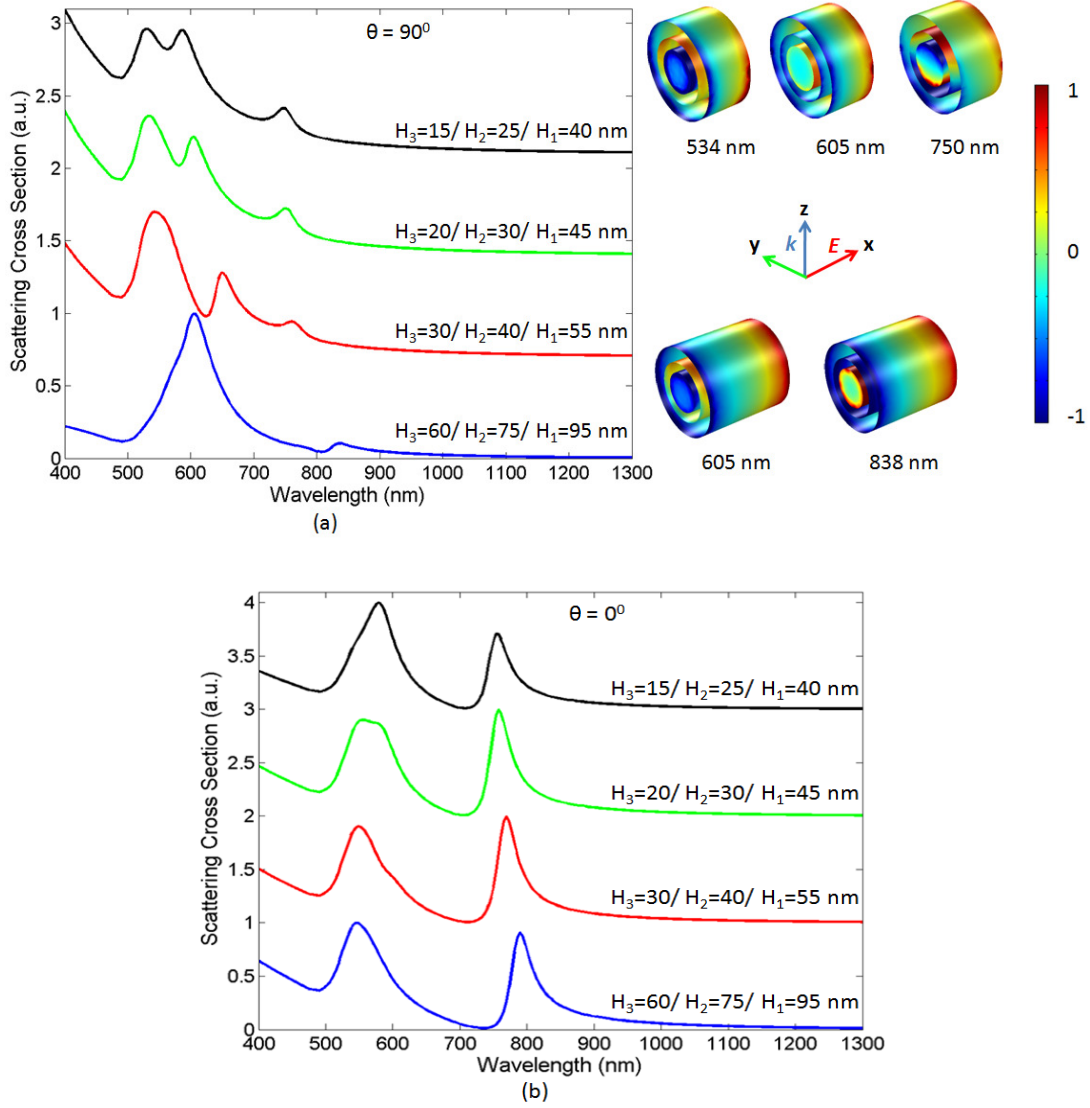 Scattering Cross Section (a.u.)
3
2.5
2
1.5
1
0.5
0
θ = 90⁰
H₃=15/ H₂=25/ H₁=40 nm
H₃=20/ H₂=30/ H₁=45 nm
H₃=30/ H₂=40/ H₁=55 nm
H₃=60/ H₂=75/ H₁=95 nm
400 500 600 700 800 900 1000 1100 1200 1300
Wavelength (nm)
(a)
534 nm 605 nm 750 nm
z
y k E x
605 nm 838 nm
1
0
-1
Scattering Cross Section (a.u.)
4
3.5
3
2.5
2
1.5
1
0.5
0
θ = 0⁰
H₃=15/ H₂=25/ H₁=40 nm
H₃=20/ H₂=30/ H₁=45 nm
H₃=30/ H₂=40/ H₁=55 nm
H₃=60/ H₂=75/ H₁=95 nm
400 500 600 700 800 900 1000 1100 1200 1300
Wavelength (nm)
(b)